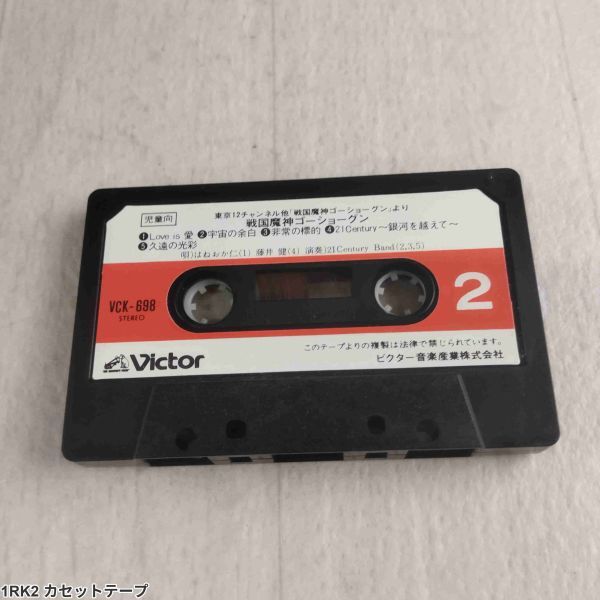 児童向
東京12チャンネル他「戦国魔神ゴーショーグン」より
戦国魔神ゴーショーグン
❶Love is 愛 ❷宇宙の余白 ❸非常の標的 ❹21Century〜銀河を越えて〜
❺久遠の光彩
唄)はねおか仁(1) 藤井 健(4) 演奏)21Century Band(2,3,5)
VCK-698
STEREO
2
Victor
このテープよりの複製は法律で禁じられています。
ビクター音楽産業株式会社
1RK2 カセットテープ